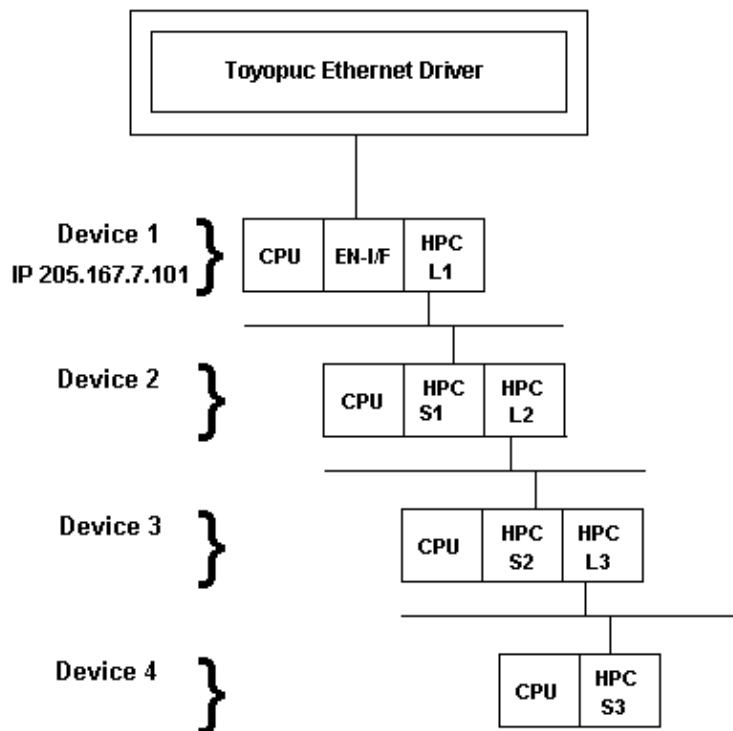 Toyopuc Ethernet Driver
Device 1
IP 205.167.7.101
CPU
EN-I/F
HPC
L1
Device 2
CPU
HPC
S1
HPC
L2
Device 3
CPU
HPC
S2
HPC
L3
Device 4
CPU
HPC
S3